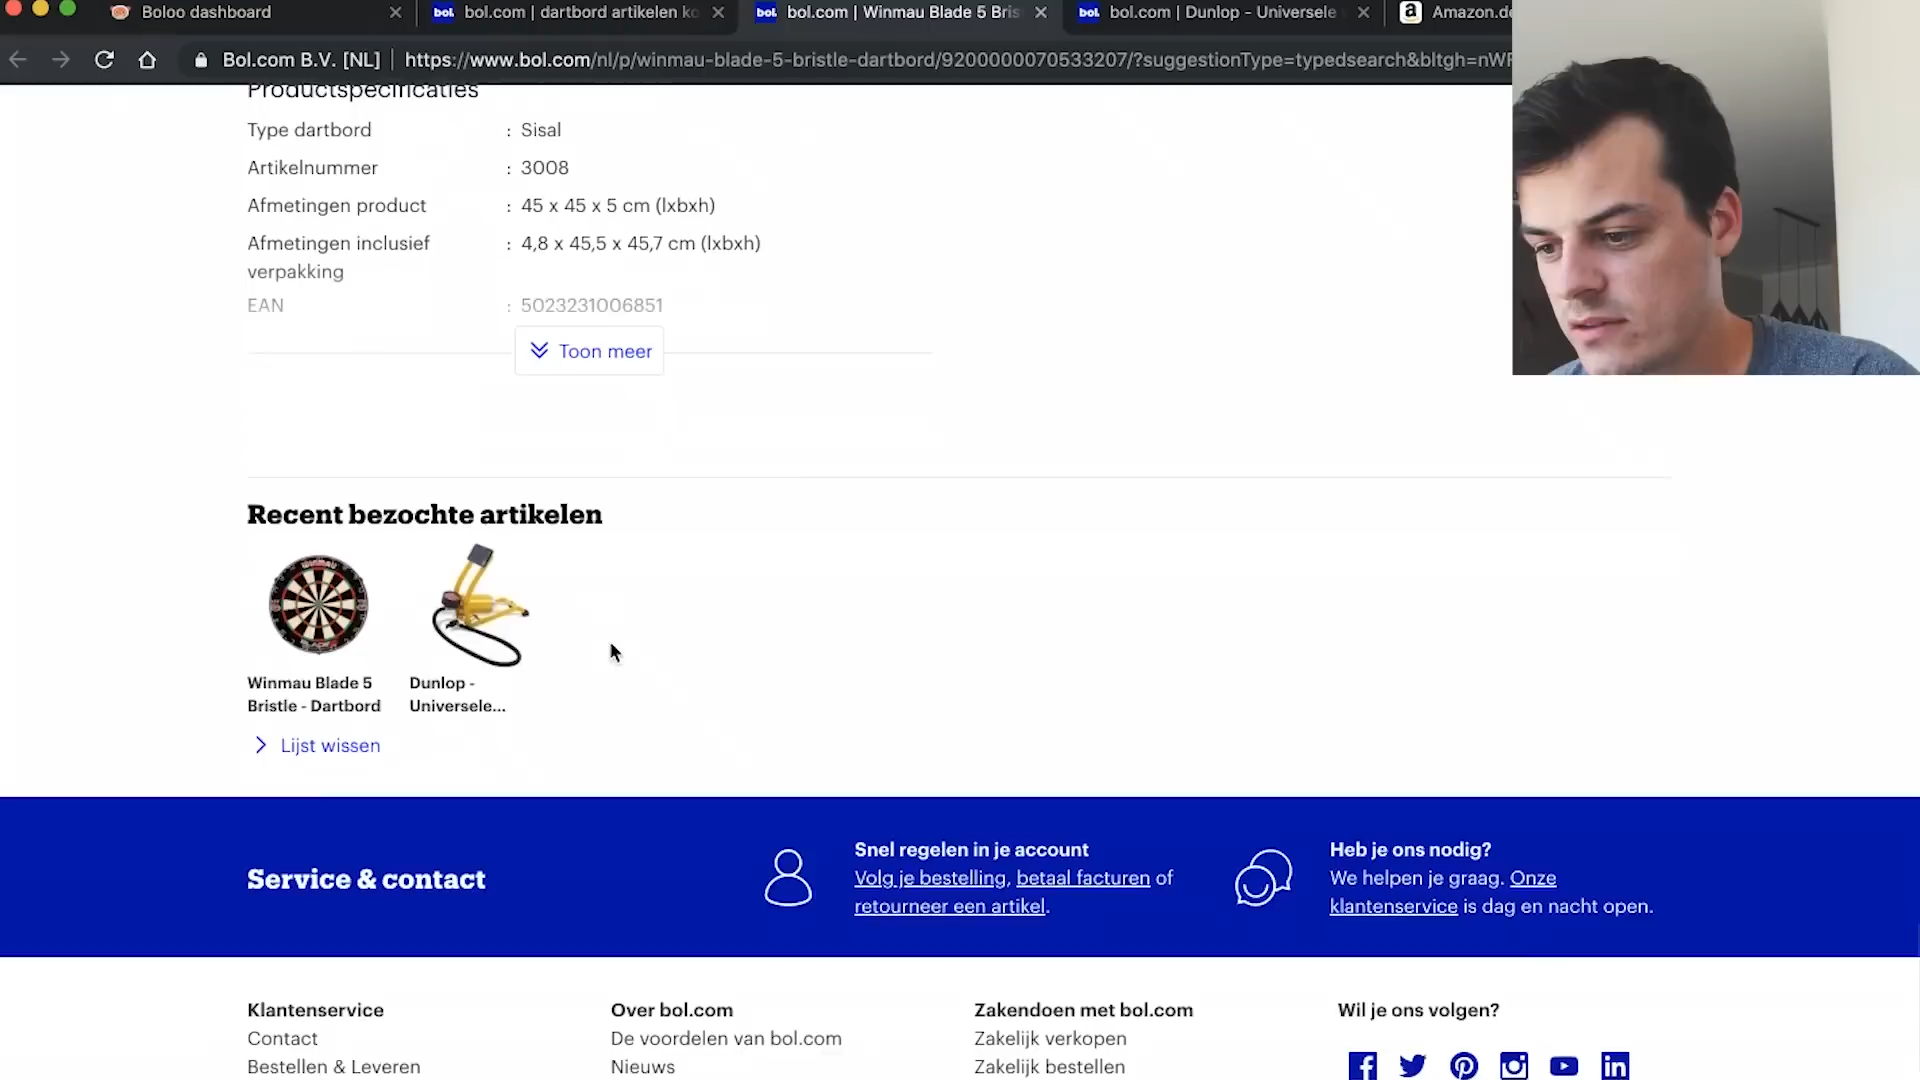 Boloo dashboard
bol.com | dartbord artikelen ko
bol.com | Winmau Blade 5 Bris
bol.com | Dunlop - Universele
Amazon.de
Bol.com B.V. [NL] | https://www.bol.com/nl/p/winmau-blade-5-bristle-dartbord/9200000070533207/?suggestionType=typedsearch&bltgh=nWF
Productspecificaties
Type dartbord : Sisal
Artikelnummer : 3008
Afmetingen product : 45 x 45 x 5 cm (lxbxh)
Afmetingen inclusief : 4,8 x 45,5 x 45,7 cm (lxbxh)
verpakking
EAN : 5023231006851
Toon meer
Recent bezochte artikelen
Winmau Blade 5
Bristle - Dartbord
Dunlop -
Universele...
Lijst wissen
Service & contact
Snel regelen in je account
Volg je bestelling, betaal facturen of
retourneer een artikel.
Heb je ons nodig?
We helpen je graag. Onze
klantenservice is dag en nacht open.
Klantenservice
Contact
Bestellen & Leveren
Over bol.com
De voordelen van bol.com
Nieuws
Zakendoen met bol.com
Zakelijk verkopen
Zakelijk bestellen
Wil je ons volgen?